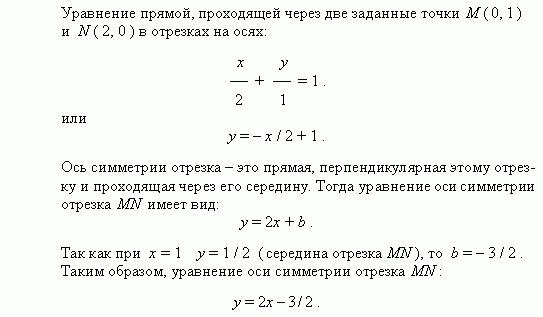 Уравнение прямой, проходящей через две заданные точки M ( 0, 1 )
и N ( 2, 0 ) в отрезках на осях:
x/2 + y/1 = 1 .
или
y = – x / 2 + 1 .
Ось симметрии отрезка – это прямая, перпендикулярная этому отрез-
ку и проходящая через его середину. Тогда уравнение оси симметрии
отрезка MN имеет вид:
y = 2x + b .
Так как при x = 1 y = 1 / 2 ( середина отрезка MN ), то b = – 3 / 2 .
Таким образом, уравнение оси симметрии отрезка MN :
y = 2x – 3 / 2 .